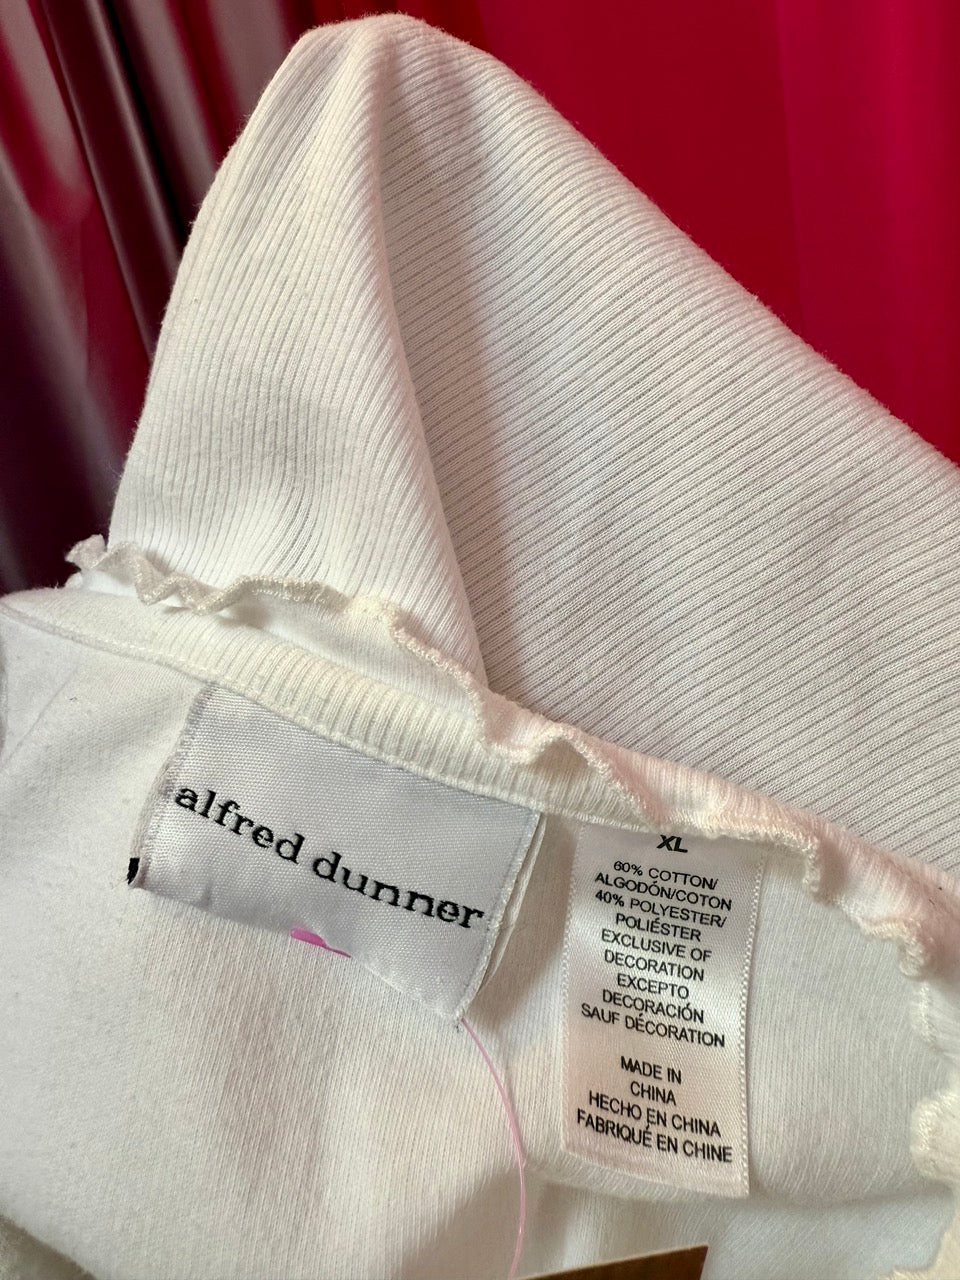 alfred dunner
XL
60% COTTON/
ALGODÓN/COTON
40% POLYESTER/
POLIÉSTER
EXCLUSIVE OF
DECORATION
EXCEPTO
DECORACIÓN
SAUF DÉCORATION
MADE IN
CHINA
HECHO EN CHINA
FABRIQUÉ EN CHINE